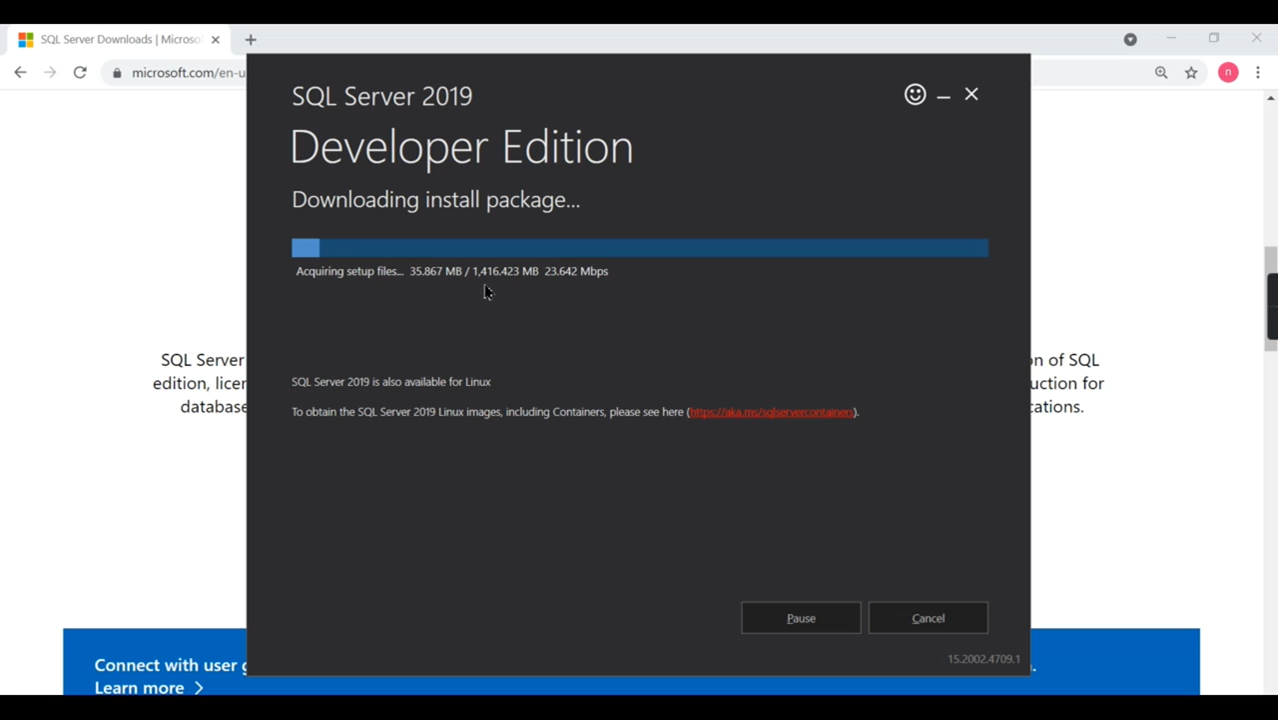 SQL Server Downloads | Microso
microsoft.com/en-u
n
SQL Server 2019
Developer Edition
Downloading install package...
Acquiring setup files... 35.867 MB / 1,416.423 MB 23.642 Mbps
SQL Server 2019 is also available for Linux
To obtain the SQL Server 2019 Linux images, including Containers, please see here (https://aka.ms/sqlservercontainers).
Pause
Cancel
15.2002.4709.1
SQL Server
edition, licen
database
on of SQL
uction for
cations.
Connect with user g
Learn more